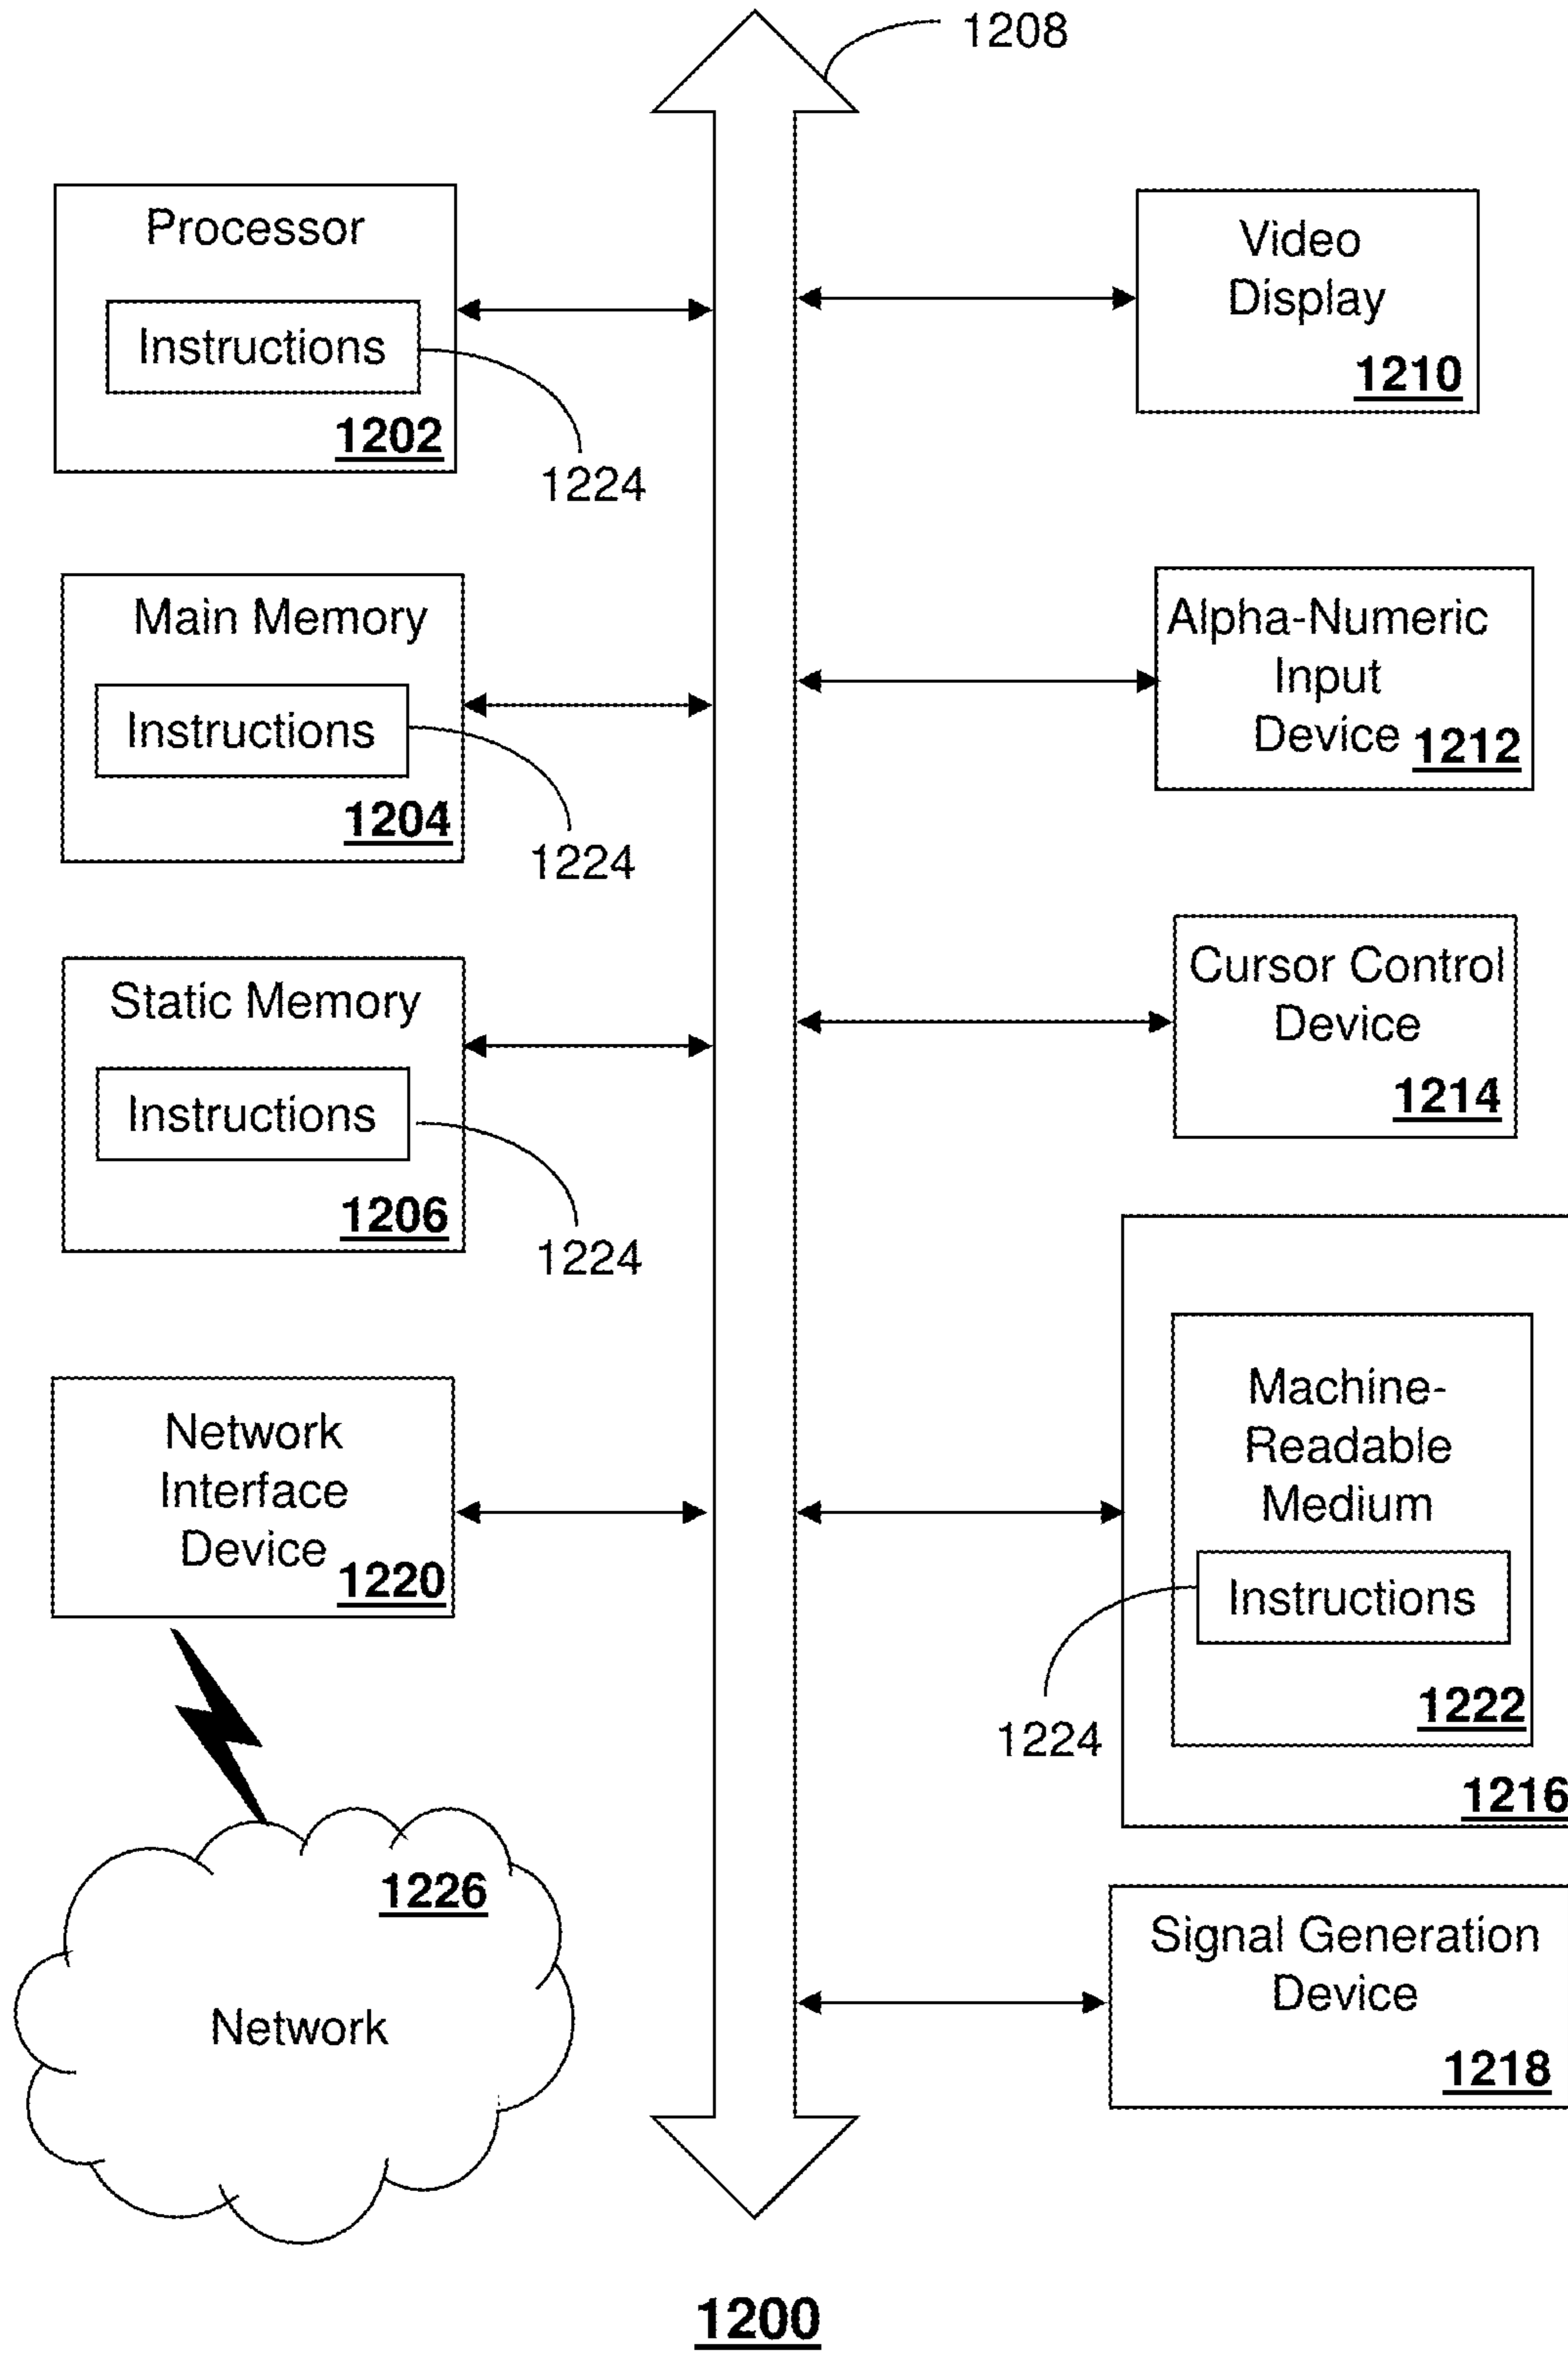 1208
Processor
Instructions
1202
1224
Main Memory
Instructions
1204
1224
Static Memory
Instructions
1206
1224
Network
Interface
Device
1220
1226
Network
Video
Display
1210
Alpha-Numeric
Input
Device
1212
Cursor Control
Device
1214
Machine-
Readable
Medium
Instructions
1222
1224
1216
Signal Generation
Device
1218
1200